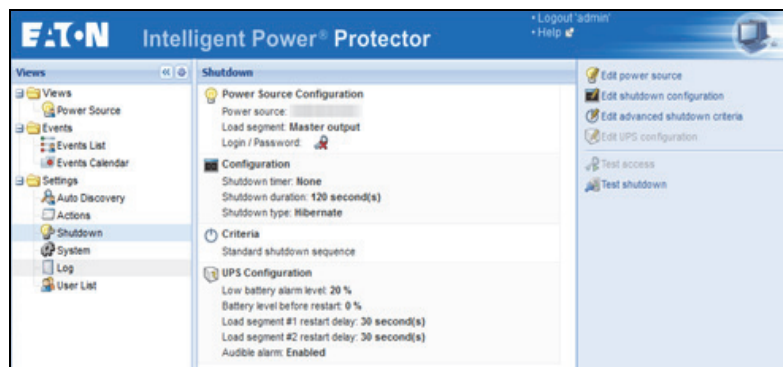 EATON Intelligent Power® Protector
• Logout 'admin'
• Help
Views
Views
Power Source
Events
Events List
Events Calendar
Settings
Auto Discovery
Actions
Shutdown
System
Log
User List
Shutdown
Power Source Configuration
Power source:
Load segment: Master output
Login / Password:
Configuration
Shutdown timer: None
Shutdown duration: 120 second(s)
Shutdown type: Hibernate
Criteria
Standard shutdown sequence
UPS Configuration
Low battery alarm level: 20 %
Battery level before restart: 0 %
Load segment #1 restart delay: 30 second(s)
Load segment #2 restart delay: 30 second(s)
Audible alarm: Enabled
Edit power source
Edit shutdown configuration
Edit advanced shutdown criteria
Edit UPS configuration
Test access
Test shutdown